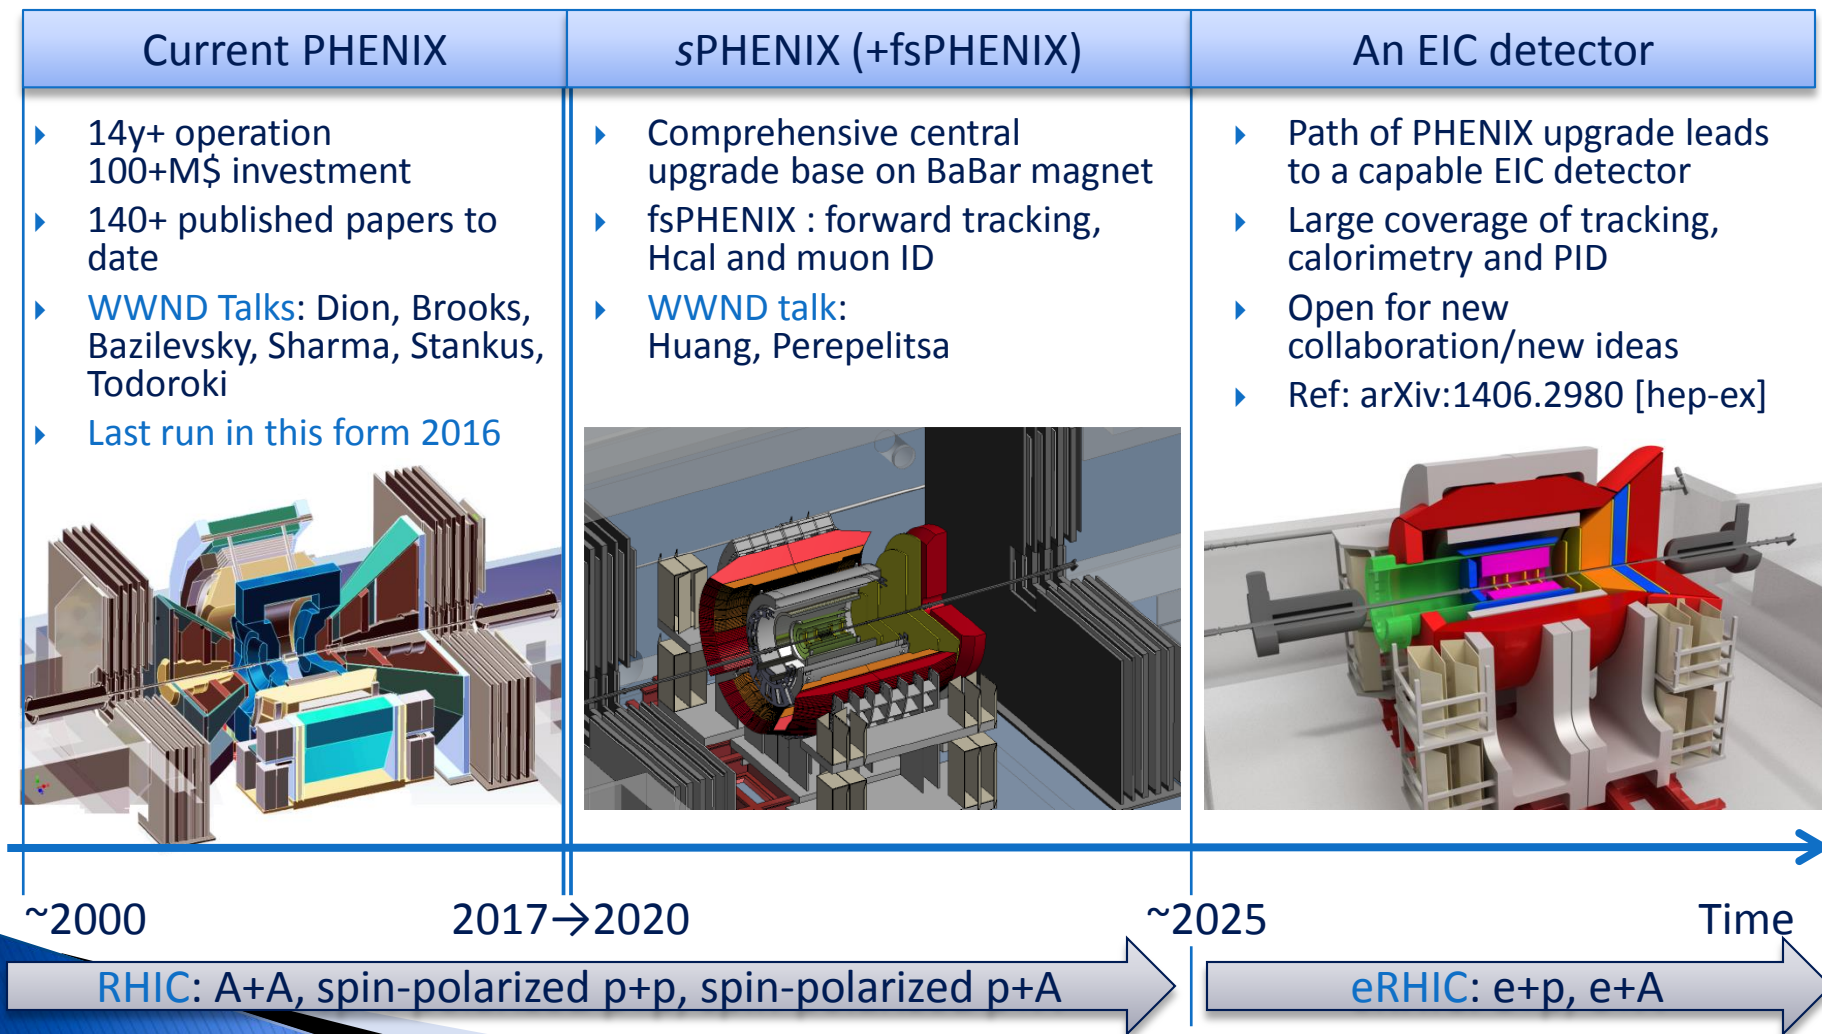 Current PHENIX
sPHENIX (+fsPHENIX)
An EIC detector
14y+ operation
100+M$ investment
140+ published papers to
date
WWND Talks: Dion, Brooks,
Bazilevsky, Sharma, Stankus,
Todoroki
Last run in this form 2016
Comprehensive central
upgrade base on BaBar magnet
fsPHENIX : forward tracking,
Hcal and muon ID
WWND talk:
Huang, Perepelitsa
Path of PHENIX upgrade leads
to a capable EIC detector
Large coverage of tracking,
calorimetry and PID
Open for new
collaboration/new ideas
Ref: arXiv:1406.2980 [hep-ex]
~2000
2017→2020
~2025
Time
RHIC: A+A, spin-polarized p+p, spin-polarized p+A
eRHIC: e+p, e+A